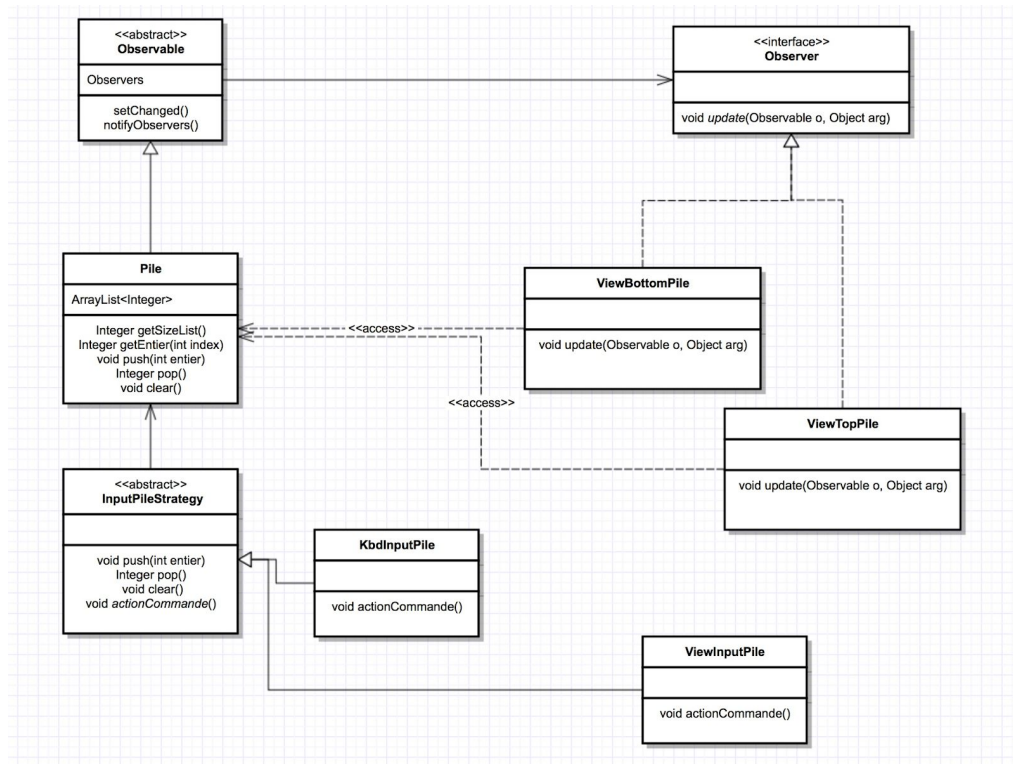 <<abstract>>
Observable
Observers
setChanged()
notifyObservers()
<<interface>>
Observer
void update(Observable o, Object arg)
Pile
ArrayList<Integer>
Integer getSizeList()
Integer getEntier(int index)
void push(int entier)
Integer pop()
void clear()
<<access>>
<<access>>
ViewBottomPile
void update(Observable o, Object arg)
ViewTopPile
void update(Observable o, Object arg)
<<abstract>>
InputPileStrategy
void push(int entier)
Integer pop()
void clear()
void actionCommande()
KbdInputPile
void actionCommande()
ViewInputPile
void actionCommande()